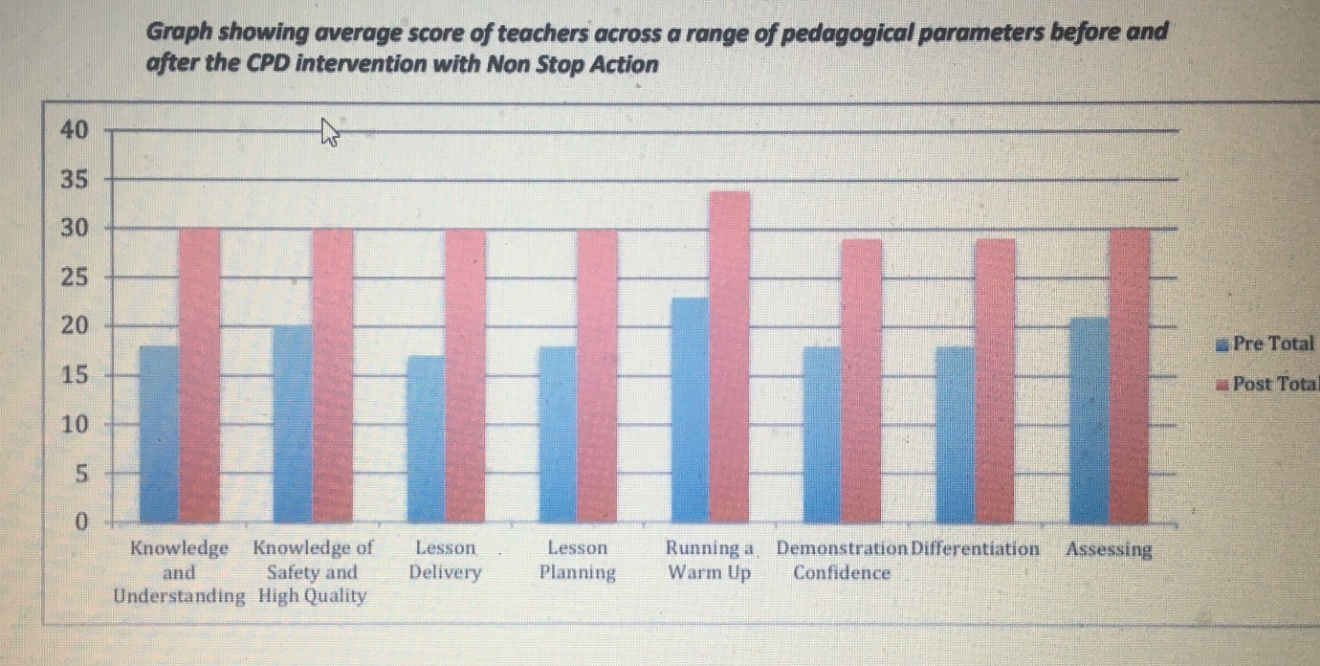 Graph showing average score of teachers across a range of pedagogical parameters before and
after the CPD intervention with Non Stop Action
40
35
30
25
20
15
10
5
0
Pre Total
Post Total
Knowledge and Understanding
Knowledge of Safety and High Quality
Lesson Delivery
Lesson Planning
Running a Warm Up
Demonstration Confidence
Differentiation
Assessing